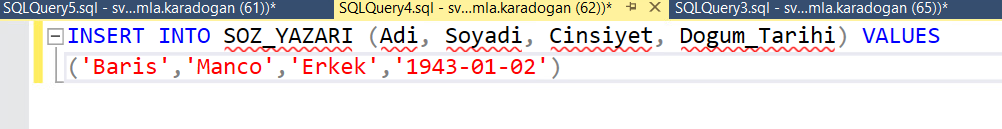 SQLQuery5.sql - sv...mla.karadogan (61))* SQLQuery4.sql - sv...mla.karadogan (62))* SQLQuery3.sql - sv...mla.karadogan (65))*
INSERT INTO SOZ_YAZARI (Adi, Soyadi, Cinsiyet, Dogum_Tarihi) VALUES
('Baris','Manco','Erkek','1943-01-02')